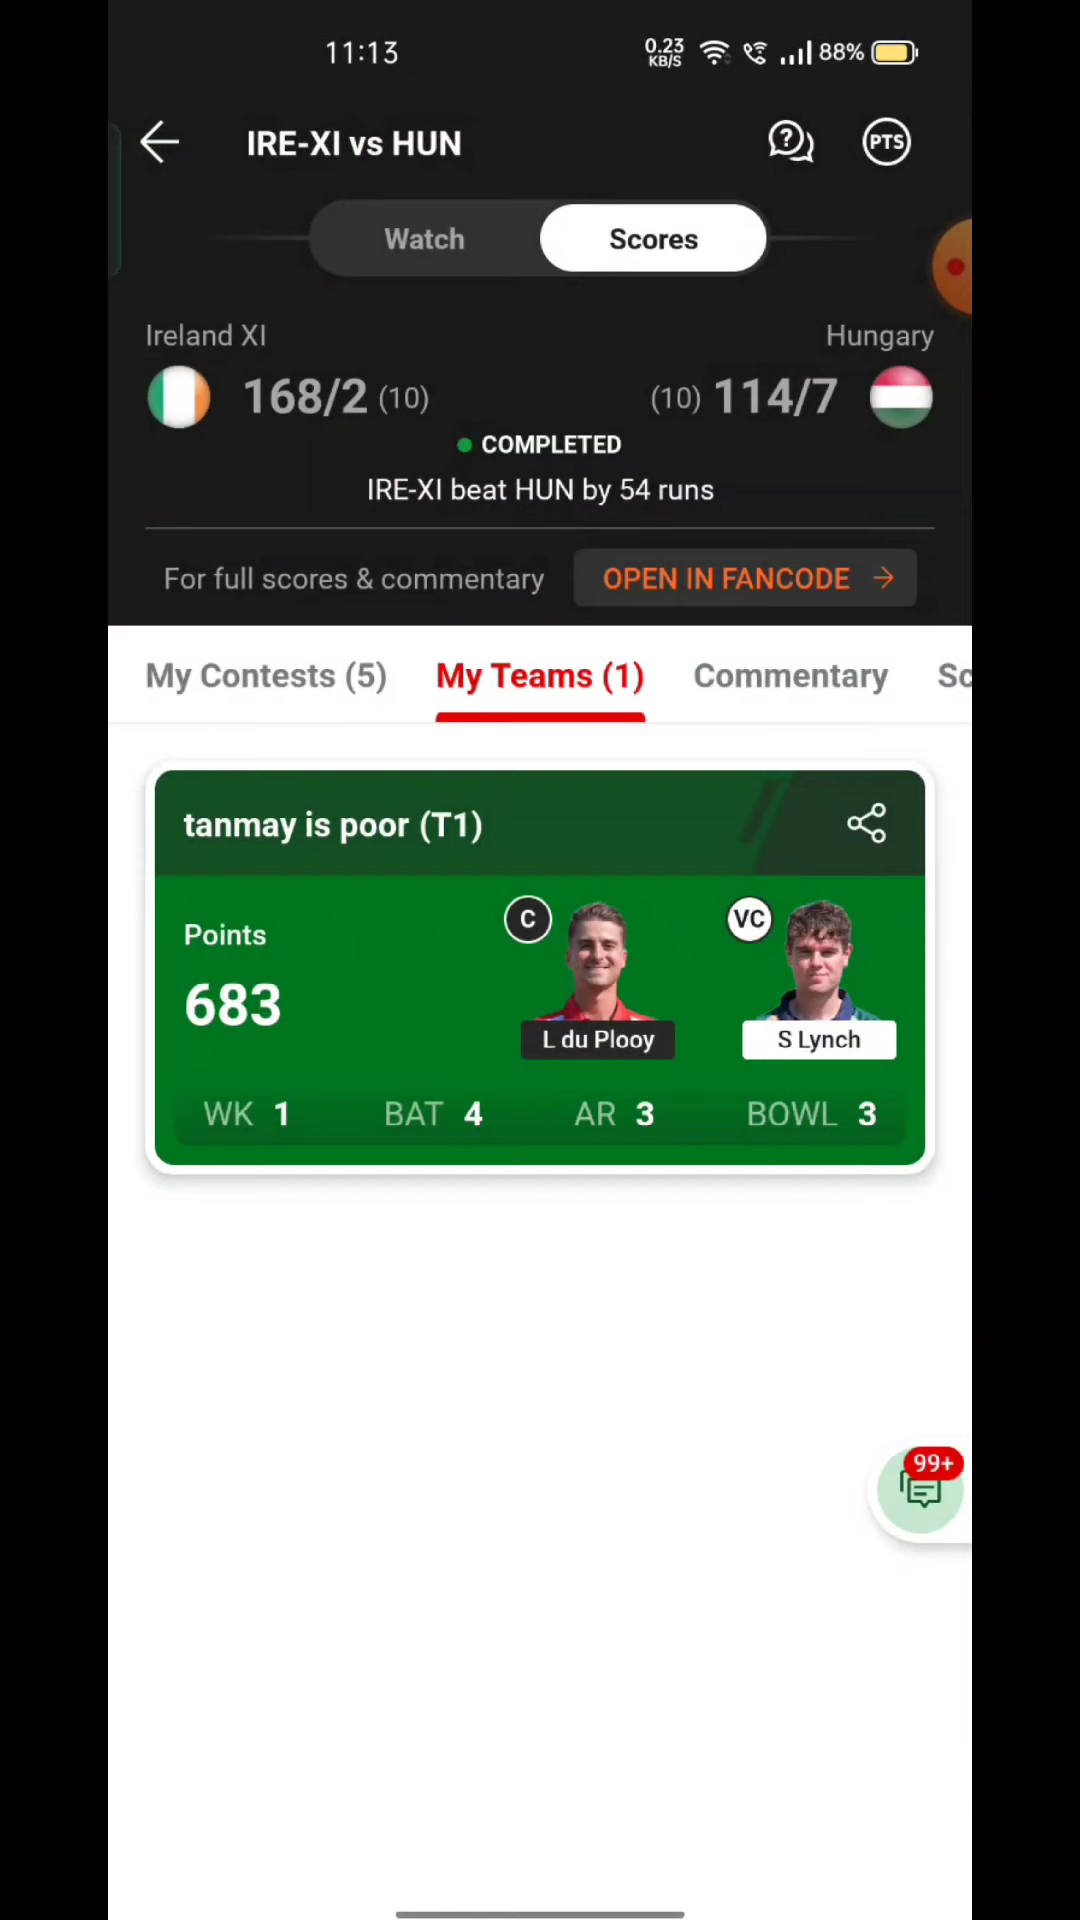 11:13
0.23 KB/S
88%
IRE-XI vs HUN
PTS
Watch
Scores
Ireland XI
Hungary
168/2 (10)
(10) 114/7
COMPLETED
IRE-XI beat HUN by 54 runs
For full scores & commentary
OPEN IN FANCODE
My Contests (5)
My Teams (1)
Commentary
Sc
tanmay is poor (T1)
Points
683
C
VC
L du Plooy
S Lynch
WK 1
BAT 4
AR 3
BOWL 3
99+